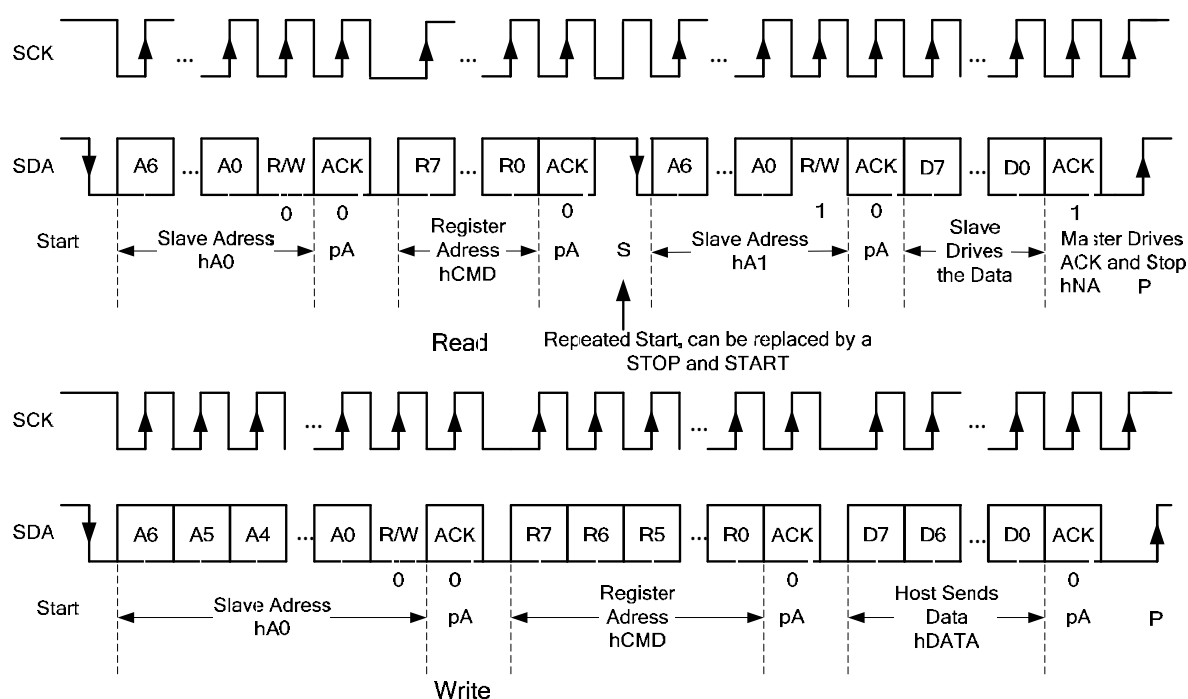 SCK
... ... ... ...
SDA A6 ... A0 R/W ACK R7 ... R0 ACK A6 ... A0 R/W ACK D7 ... D0 ACK
0 0 0 1 0 1
Start
Slave Adress
hA0
pA
Register
Adress
hCMD
pA
S
Slave Adress
hA1
pA
Slave
Drives
the Data
Master Drives
ACK and Stop
hNA P
Read
Repeated Start, can be replaced by a
STOP and START
SCK
... ... ...
SDA A6 A5 A4 ... A0 R/W ACK R7 R6 R5 ... R0 ACK D7 D6 ... D0 ACK
0 0 0 0
Start
Slave Adress
hA0
pA
Register
Adress
hCMD
pA
Host Sends
Data
hDATA
pA
P
Write